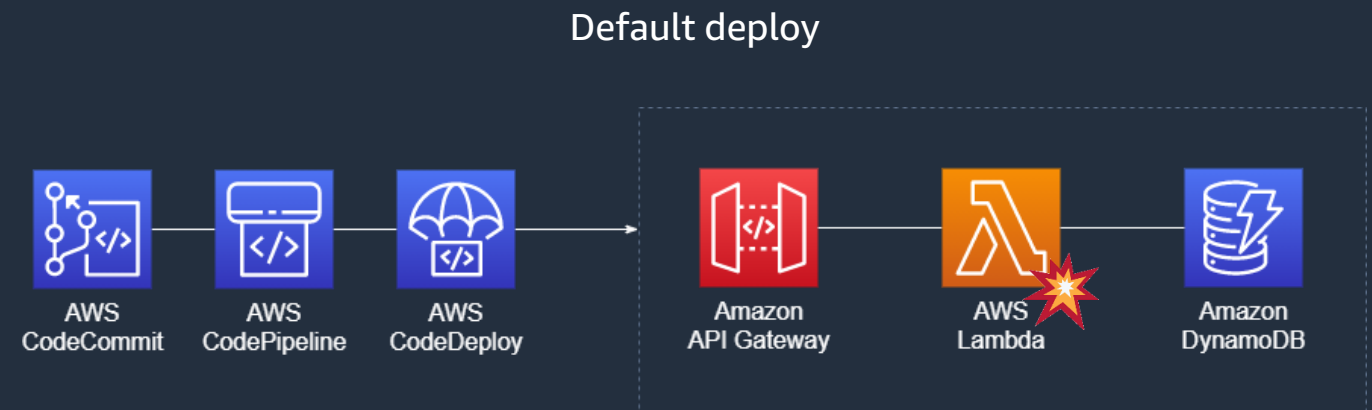 Default deploy
AWS
CodeCommit
AWS
CodePipeline
AWS
CodeDeploy
Amazon
API Gateway
AWS
Lambda
Amazon
DynamoDB